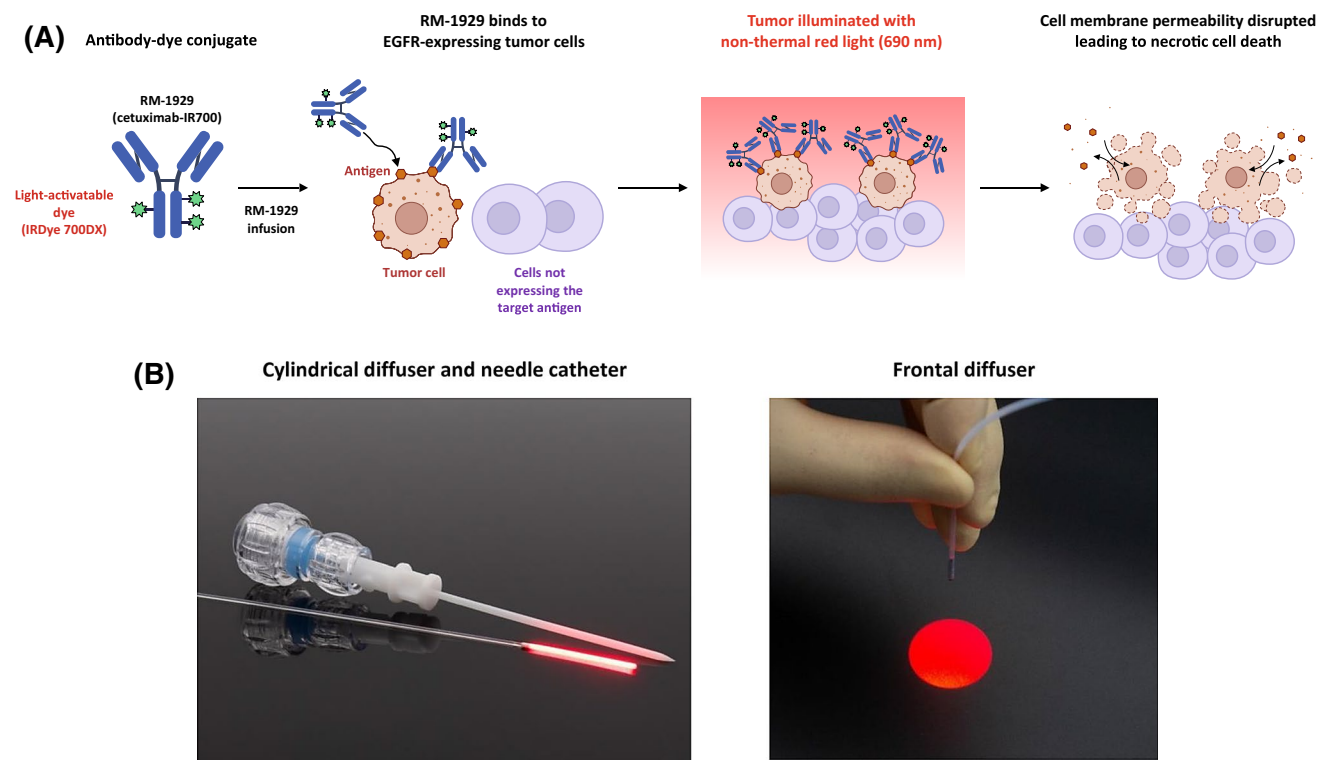 (A)
Antibody-dye conjugate
RM-1929 binds to
EGFR-expressing tumor cells
Tumor illuminated with
non-thermal red light (690 nm)
Cell membrane permeability disrupted
leading to necrotic cell death
RM-1929
(cetuximab-IR700)
Light-activatable
dye
(IRDye 700DX)
RM-1929
infusion
Antigen
Tumor cell
Cells not
expressing the
target antigen
(B)
Cylindrical diffuser and needle catheter
Frontal diffuser